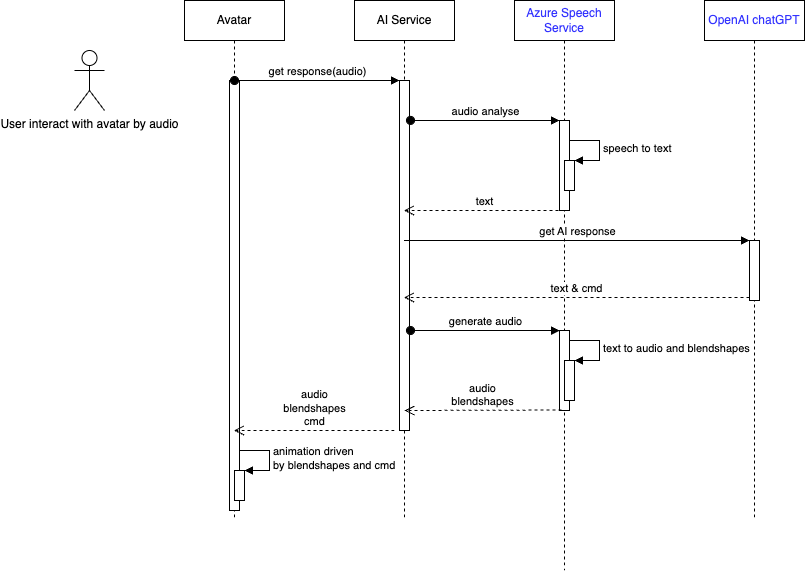 Avatar
AI Service
Azure Speech
Service
OpenAI chatGPT
get response(audio)
User interact with avatar by audio
audio analyse
speech to text
text
get AI response
text & cmd
generate audio
text to audio and blendshapes
audio
blendshapes
audio
blendshapes
cmd
animation driven
by blendshapes and cmd